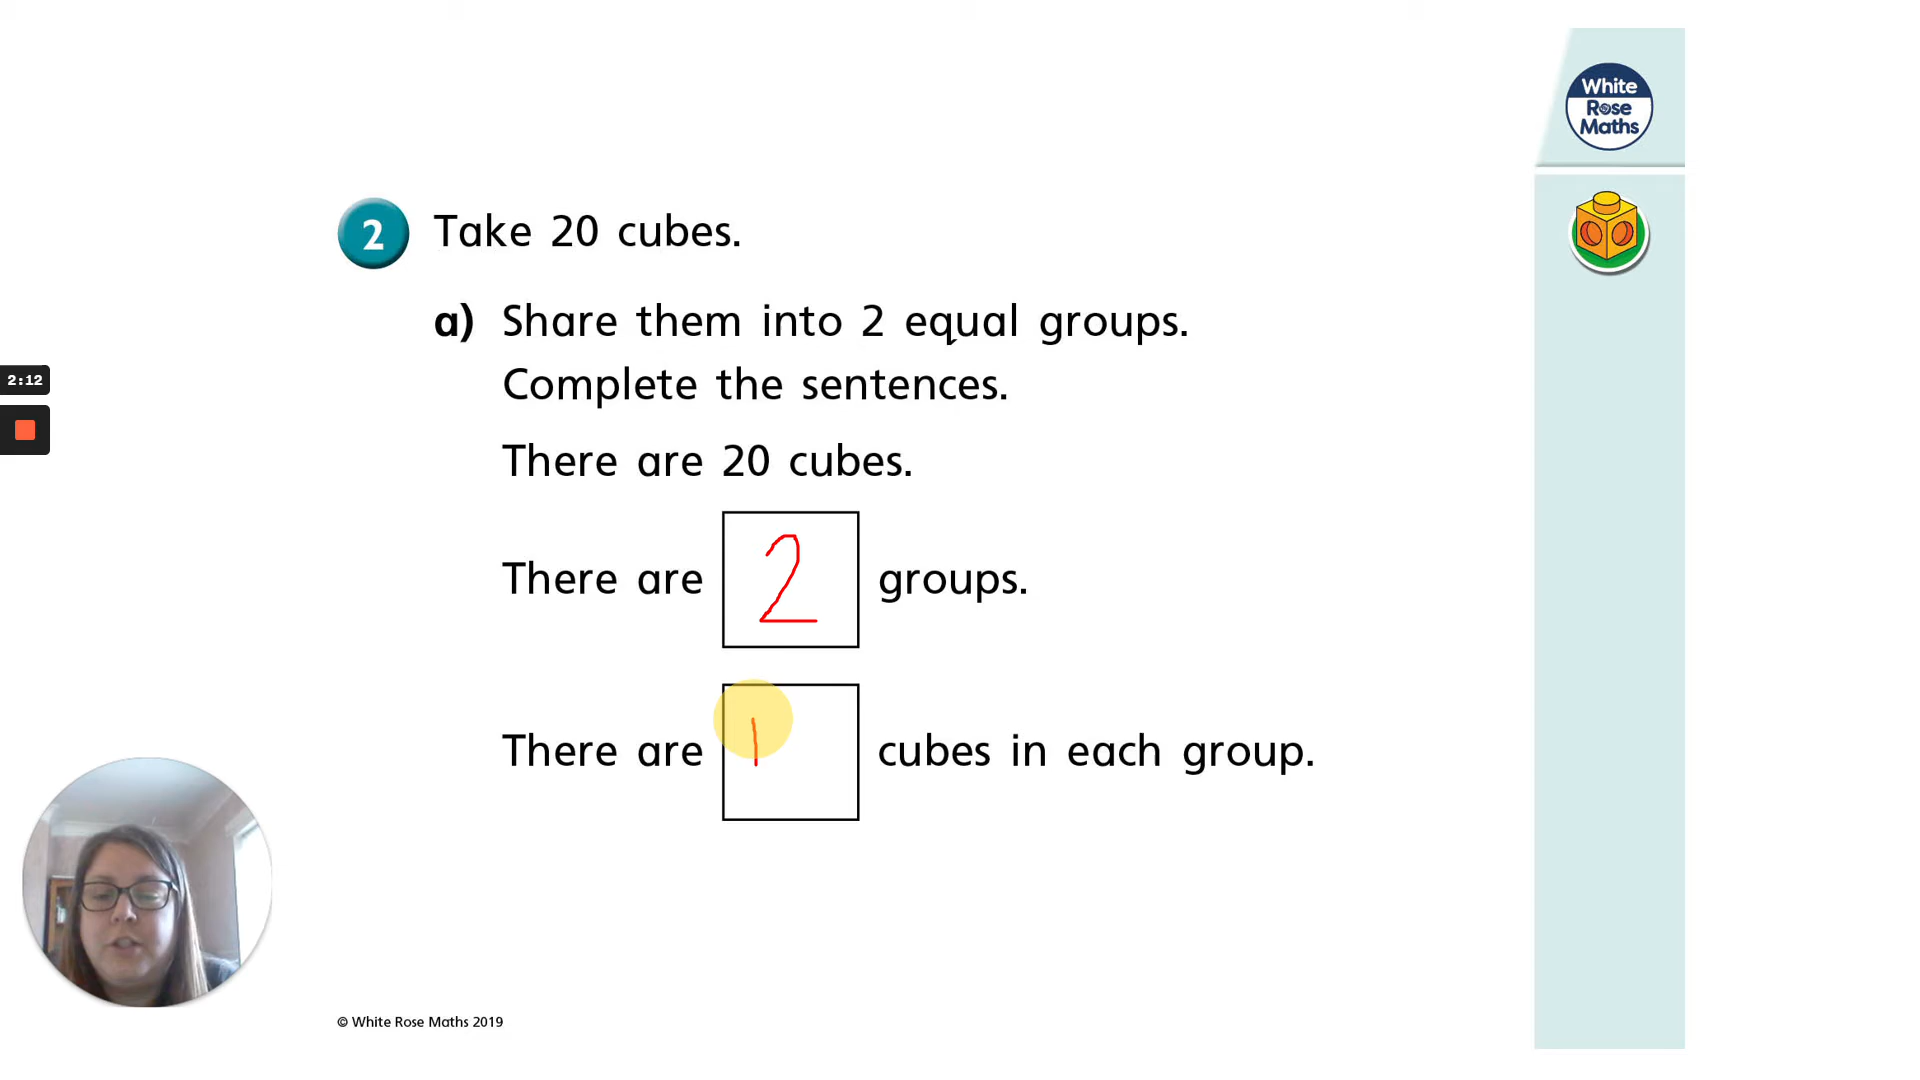 White
Rose
Maths
2 Take 20 cubes.
a) Share them into 2 equal groups.
Complete the sentences.
There are 20 cubes.
There are 2 groups.
There are 1 cubes in each group.
2:12
© White Rose Maths 2019